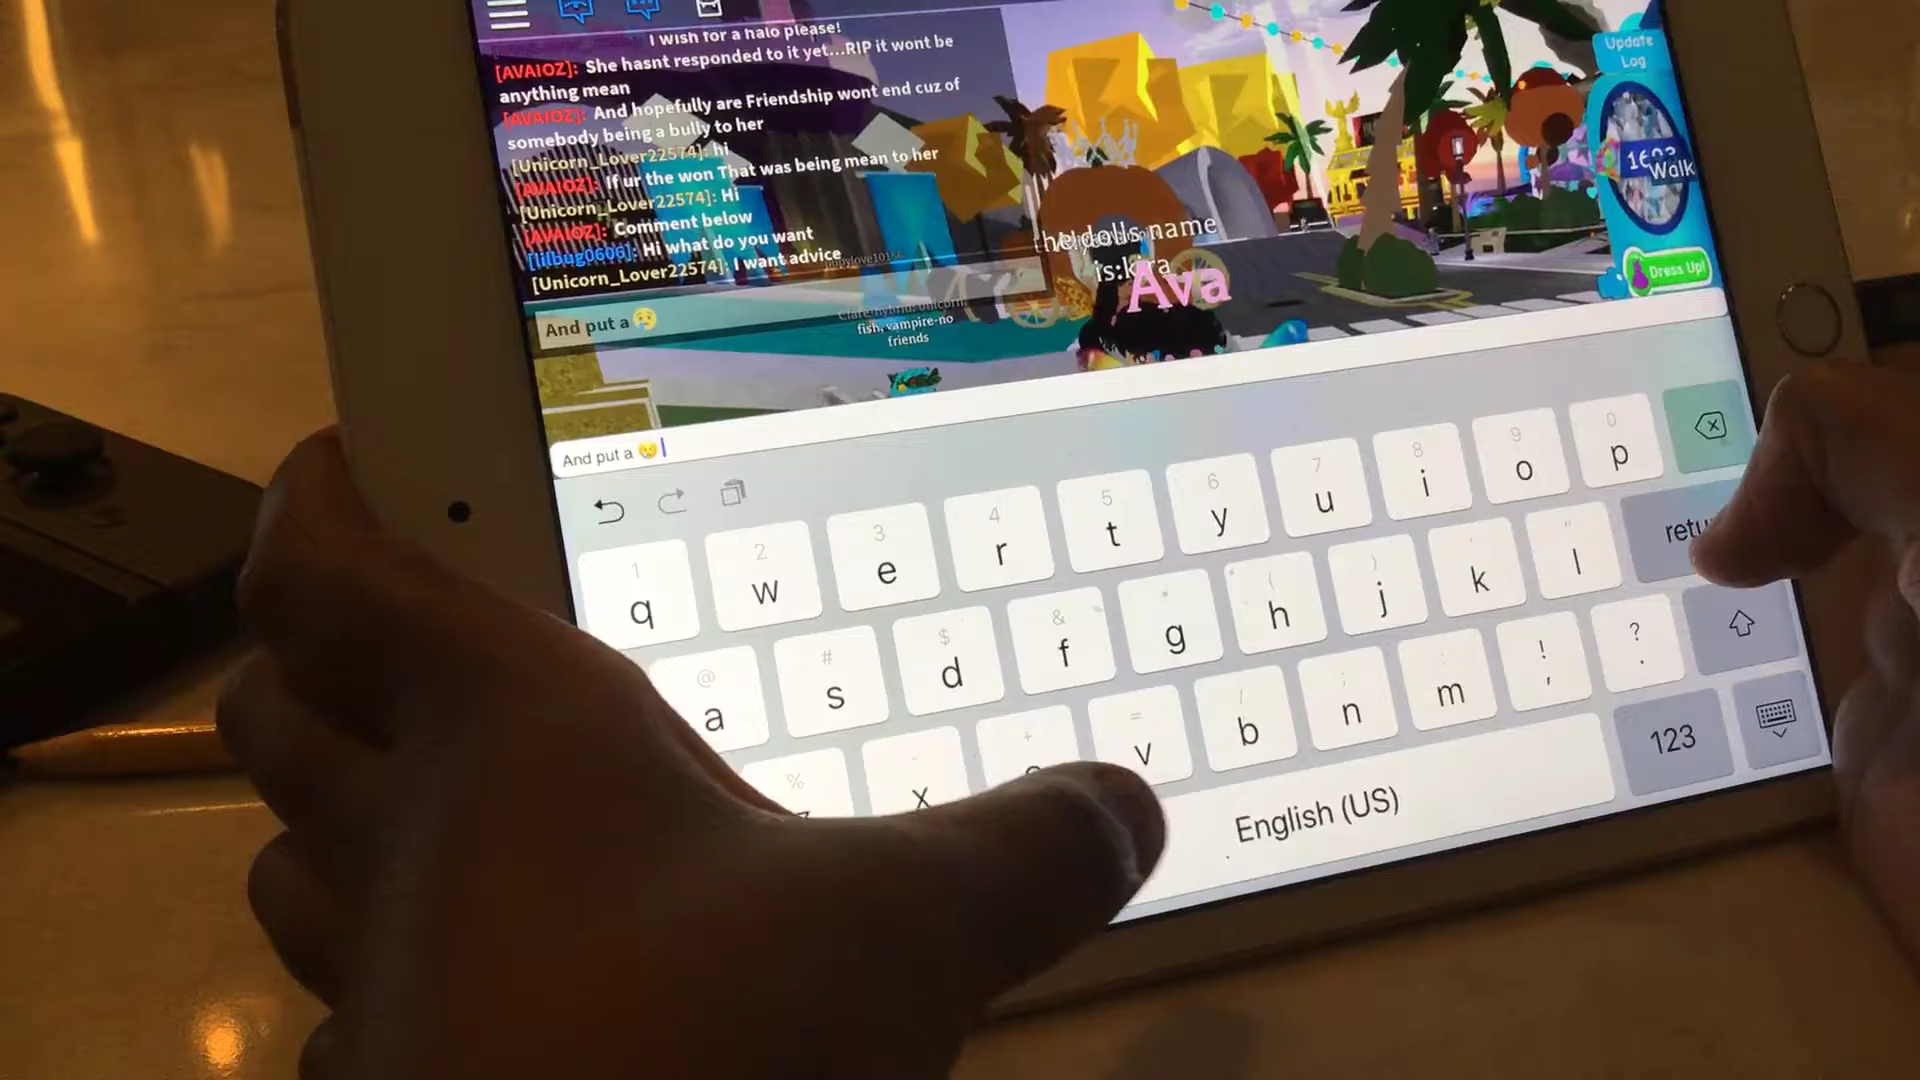 I wish for a halo please!
[AVAIOZ]: She hasnt responded to it yet...RIP it wont be
anything mean
[AVAIOZ]: And hopefully are Friendship wont end cuz of
somebody being a bully to her
[Unicorn_Lover22574]: hi
[AVAIOZ]: If ur the won That was being mean to her
[Unicorn_Lover22574]: Hi
[AVAIOZ]: Comment below
[lilbug0606]: Hi what do you want
[Unicorn_Lover22574]: I want advice
And put a 😢
fish, vampire-no
friends
the dolls name
is:kira
Ava
Update
Log
Walk
Dress Up!
And put a 😢
1 2 3 4 5 6 7 8 9 0
q w e r t y u i o p
@ # $ & * ( ) ' "
a s d f g h j k l
% - + = / ; : ! ?
x v b n m , .
123
English (US)